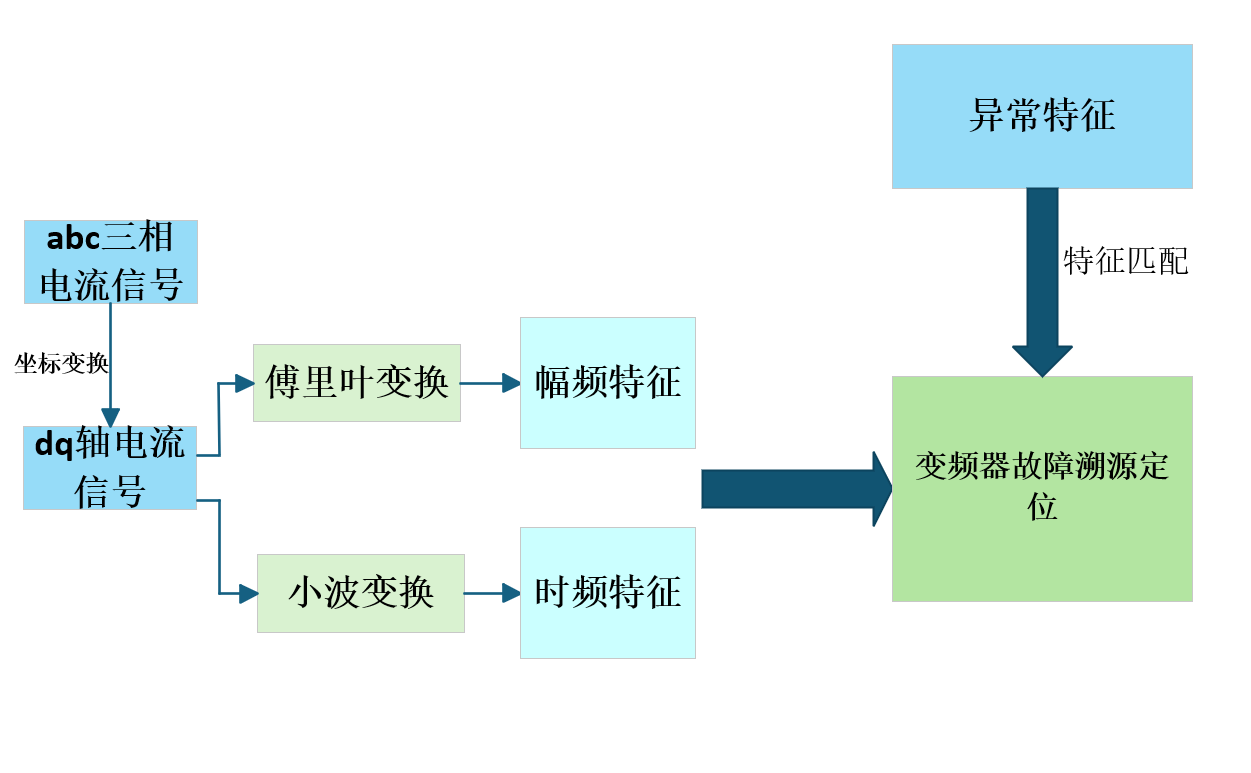 异常特征
abc三相
电流信号
特征匹配
坐标变换
傅里叶变换
幅频特征
dq轴电流
信号
变频器故障溯源定
位
小波变换
时频特征